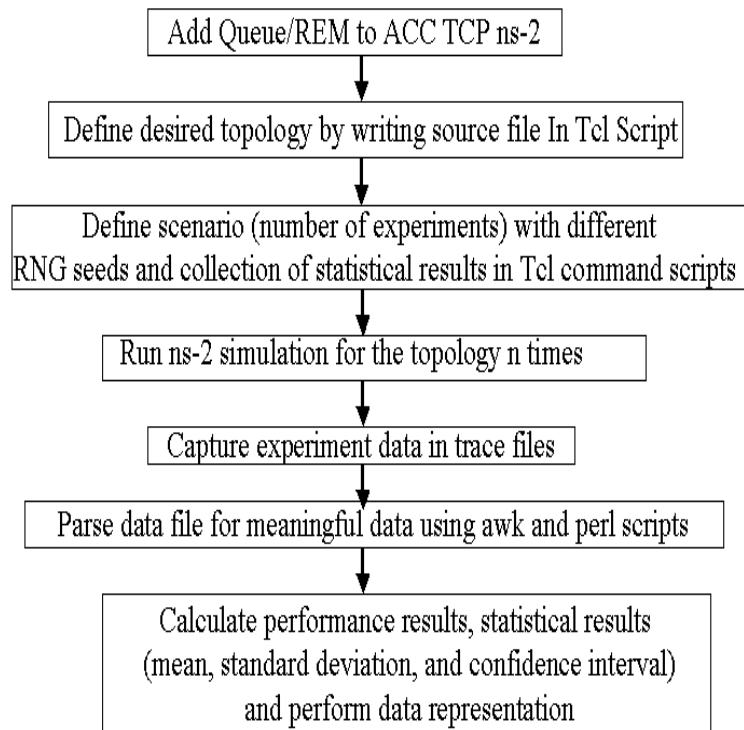 Add Queue/REM to ACC TCP ns-2
Define desired topology by writing source file In Tcl Script
Define scenario (number of experiments) with different
RNG seeds and collection of statistical results in Tcl command scripts
Run ns-2 simulation for the topology n times
Capture experiment data in trace files
Parse data file for meaningful data using awk and perl scripts
Calculate performance results, statistical results
(mean, standard deviation, and confidence interval)
and perform data representation